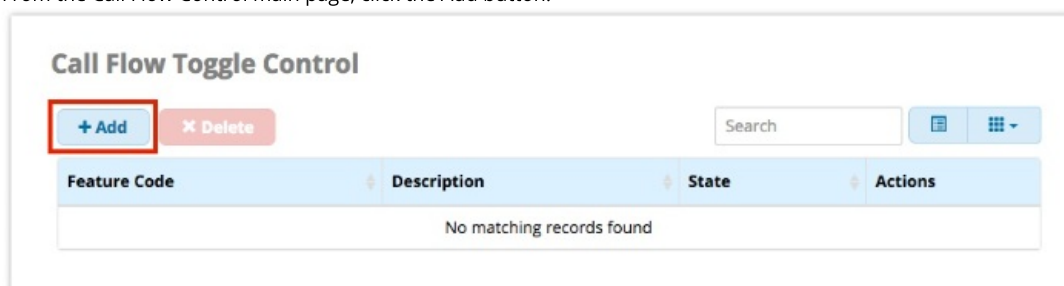 From the Call Flow Control main page, click the Add button.
Call Flow Toggle Control
+ Add × Delete Search
Feature Code Description State Actions
No matching records found